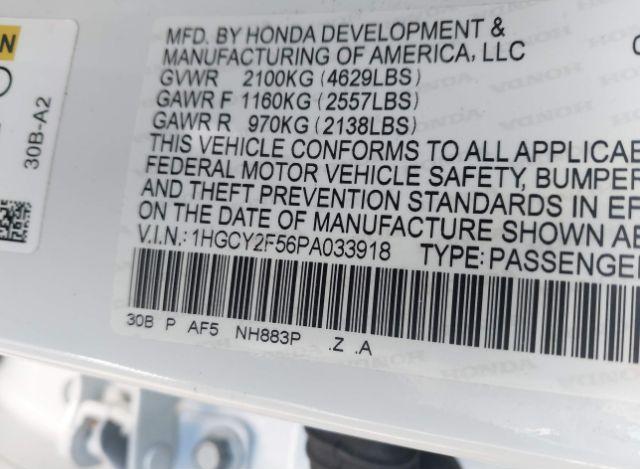 MFD. BY HONDA DEVELOPMENT &
MANUFACTURING OF AMERICA, LLC
GVWR 2100KG (4629LBS)
GAWR F 1160KG (2557LBS)
GAWR R 970KG (2138LBS)
THIS VEHICLE CONFORMS TO ALL APPLICABLE
FEDERAL MOTOR VEHICLE SAFETY, BUMPER
AND THEFT PREVENTION STANDARDS IN EF
ON THE DATE OF MANUFACTURE SHOWN AB
V.I.N.: 1HGCY2F56PA033918 TYPE: PASSENGE
30B P AF5 NH883P .Z .A
30B-A2
HONDA